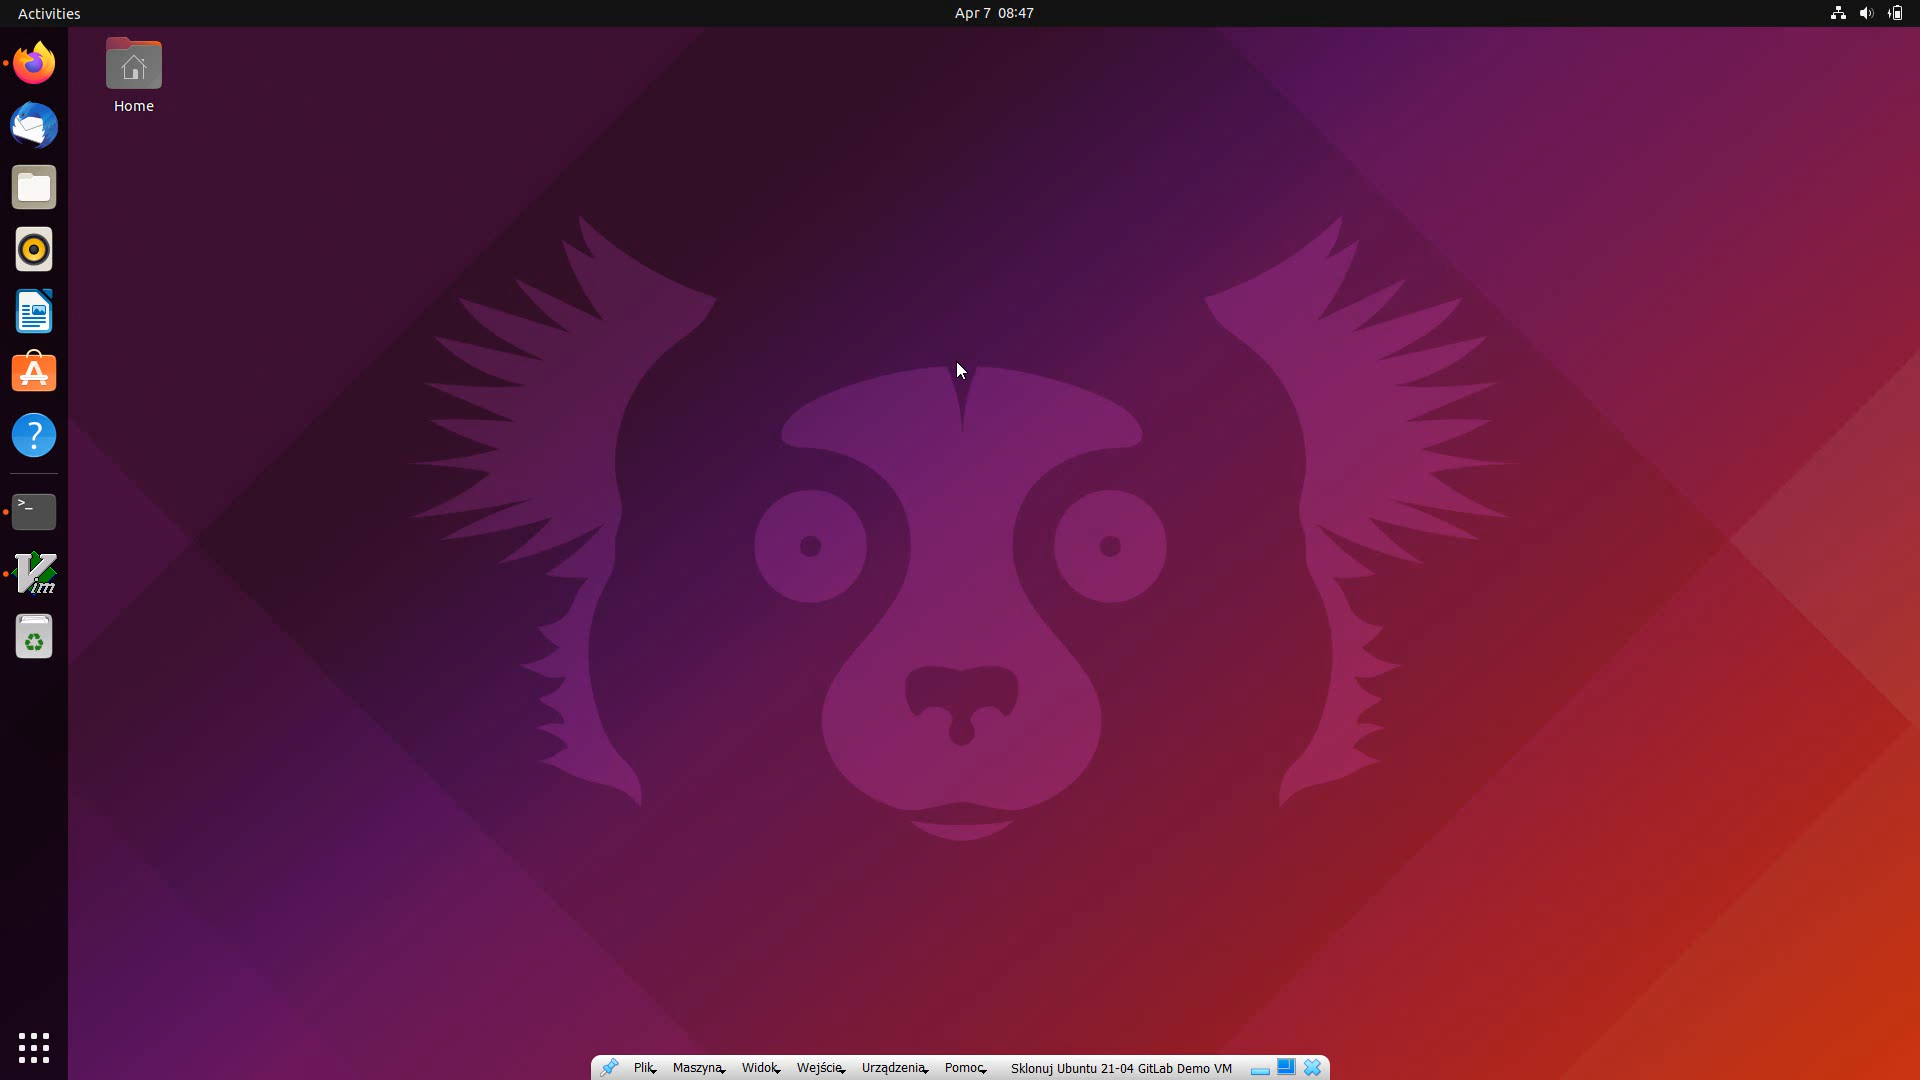 Activities
Apr 7 08:47
Home
>_
?
Vim
Plik Maszyna Widok Wejście Urządzenia Pomoc Sklonuj Ubuntu 21-04 GitLab Demo VM